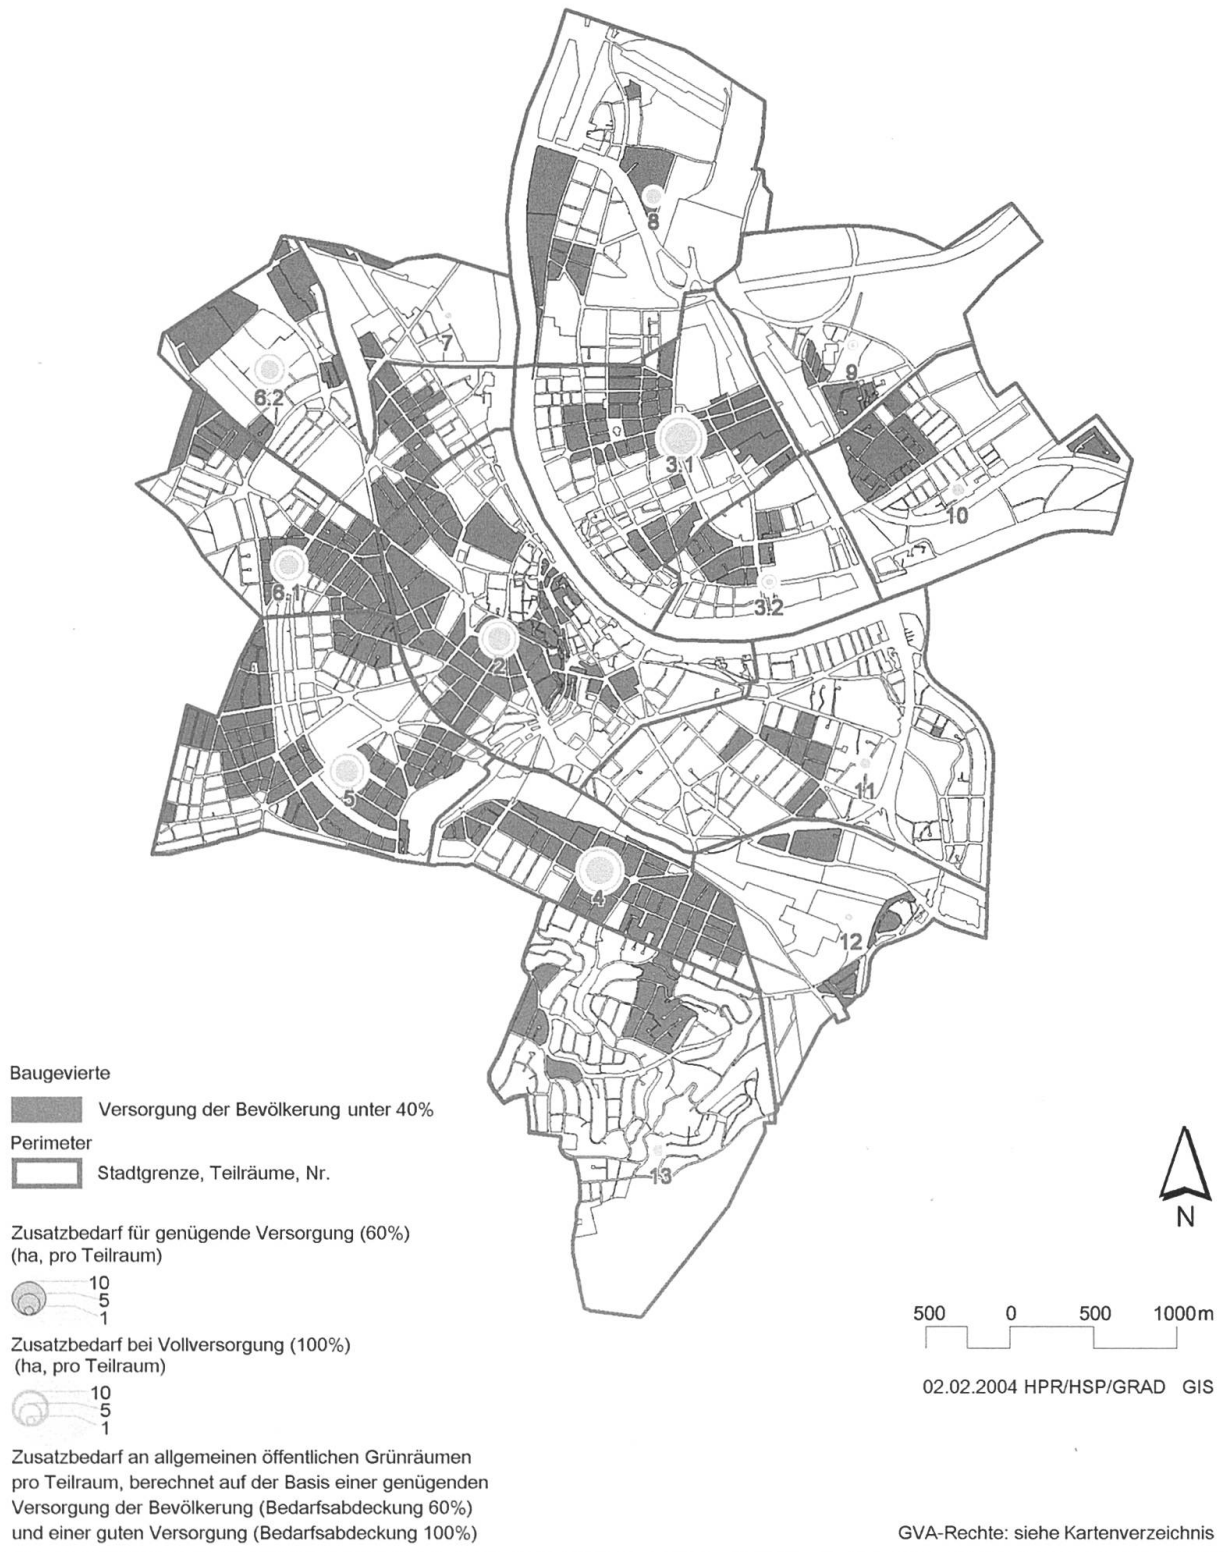 8
7
6.2
9
3.1
10
6.1
3.2
2
5
11
4
12
13
Baugevierte
Versorgung der Bevölkerung unter 40%
Perimeter
Stadtgrenze, Teilräume, Nr.
Zusatzbedarf für genügende Versorgung (60%)
(ha, pro Teilraum)
10
5
1
Zusatzbedarf bei Vollversorgung (100%)
(ha, pro Teilraum)
10
5
1
Zusatzbedarf an allgemeinen öffentlichen Grünräumen
pro Teilraum, berechnet auf der Basis einer genügenden
Versorgung der Bevölkerung (Bedarfsabdeckung 60%)
und einer guten Versorgung (Bedarfsabdeckung 100%)
N
500 0 500 1000m
02.02.2004 HPR/HSP/GRAD GIS
GVA-Rechte: siehe Kartenverzeichnis